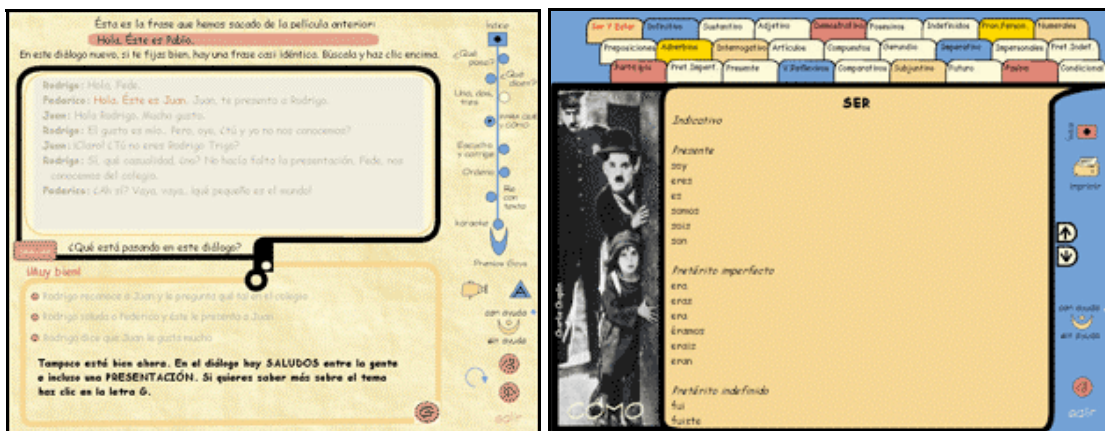 Ésta es la frase que hemos sacado de la película anterior:
Hola. Éste es Pablo.
En este diálogo nuevo, si te fijas bien, hay una frase casi idéntica. Búscala y haz clic encima.
Rodrigo: Hola, Fede.
Federico: Hola. Éste es Juan. Juan, te presento a Rodrigo.
Juan: Hola Rodrigo. Mucho gusto.
Rodrigo: El gusto es mío.. Pero, oye, ¿tú y yo no nos conocemos?
Juan: ¡Claro! ¿Tú no eres Rodrigo Trigo?
Rodrigo: Sí, qué casualidad, ¿no? No hacía falta la presentación, Fede, nos
conocemos del colegio.
Federico: ¿Ah sí? Vaya, vaya, ¡qué pequeño es el mundo!
¿Qué está pasando en este diálogo?
¡Muy bien!
Rodrigo reconoce a Juan y le pregunta qué tal en el colegio
Rodrigo saluda a Federico y éste le presenta a Juan
Rodrigo dice que Juan le gusta mucho
Tampoco está bien ahora. En el diálogo hay SALUDOS entre la gente
e incluso una PRESENTACIÓN. Si quieres saber más sobre el tema
haz clic en la letra G.
G
Índice
¿Qué
pasa?
¿Qué
dicen?
Uno, dos,
tres
PARA QUÉ
y CÓMO
Escucha
y corrige
Ordena
Re
con
texto
karaoke
Premios Goya
con ayuda
sin ayuda
salir
Ser Y Estar
Definitivo
Sustantivo
Adjetivo
Demostrativo
Posesivos
Indefinidos
Pron.Person.
Numerales
Preposiciones
Adverbios
Interrogativo
Artículos
Compuestos
Gerundio
Imperativo
Impersonales
Pret.Indef.
Participio
Pret.Imperf.
Presente
V.Reflexivos
Comparativos
Subjuntivo
Futuro
Pasiva
Condicional
SER
Indicativo
Presente
soy
eres
es
somos
sois
son
Pretérito imperfecto
era
eras
era
éramos
erais
eran
Pretérito indefinido
fui
fuiste
Charlie Chaplin
CÓMO
Índice
imprimir
con ayuda
sin ayuda
salir